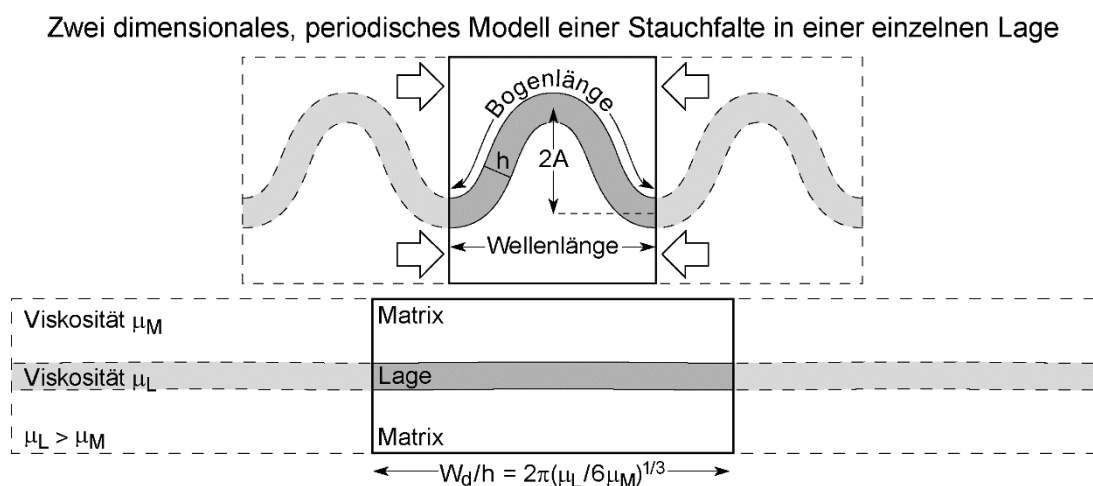 Zwei dimensionales, periodisches Modell einer Stauchfalte in einer einzelnen Lage
Bogenlänge
h
2A
Wellenlänge
Viskosität μM
Matrix
Viskosität μL
Lage
μL > μM
Matrix
Wd/h = 2π(μL/6μM)1/3